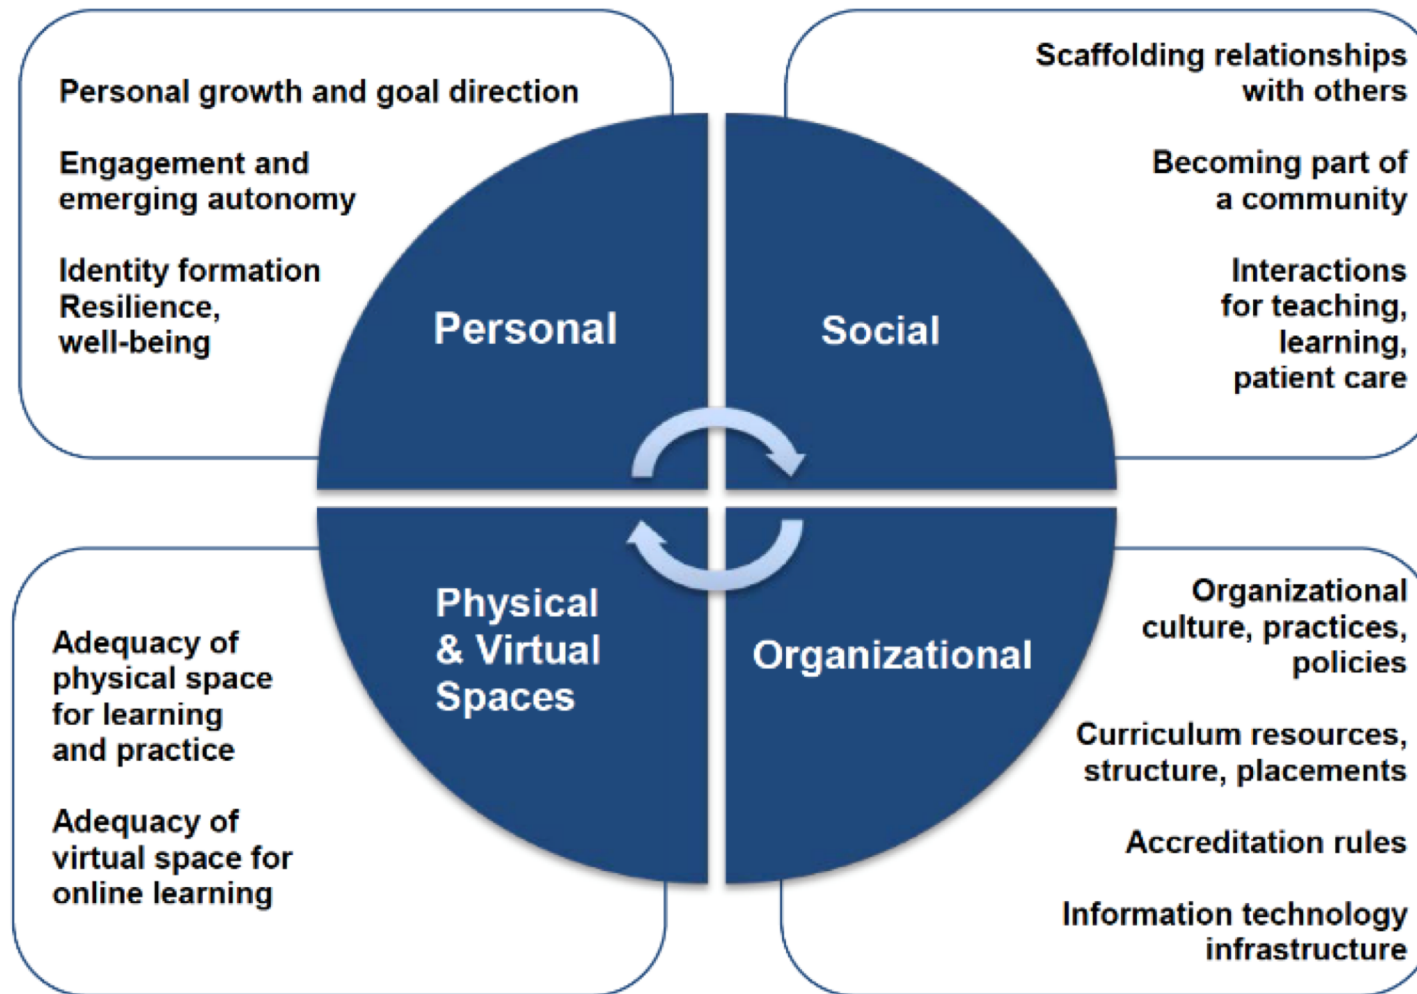 Personal growth and goal direction
Engagement and
emerging autonomy
Identity formation
Resilience,
well-being
Personal
Scaffolding relationships
with others
Becoming part of
a community
Interactions
for teaching,
learning,
patient care
Social
Adequacy of
physical space
for learning
and practice
Adequacy of
virtual space for
online learning
Physical
& Virtual
Spaces
Organizational
Organizational
culture, practices,
policies
Curriculum resources,
structure, placements
Accreditation rules
Information technology
infrastructure